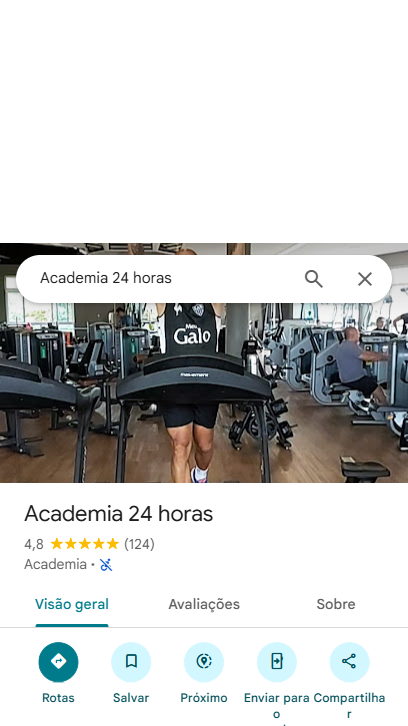 Academia 24 horas
Meu
Galo
movement
Academia 24 horas
4,8 (124)
Academia ·
Visão geral Avaliações Sobre
Rotas Salvar Próximo Enviar para o Compartilhar